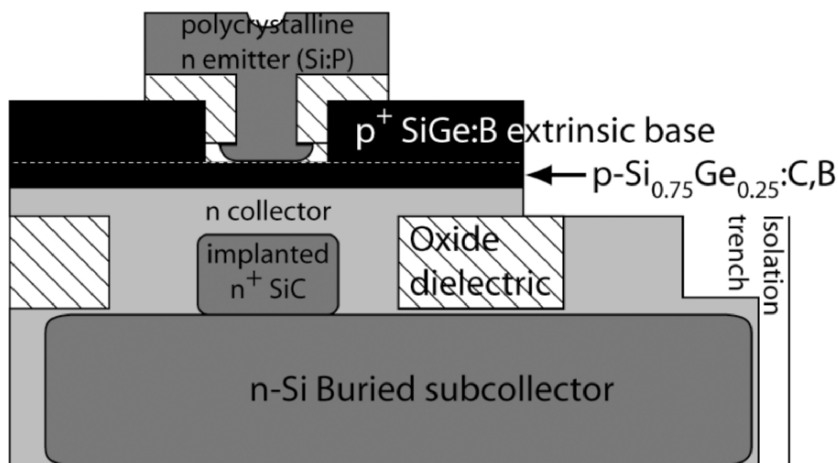 polycrystalline
n emitter (Si:P)
p⁺ SiGe:B extrinsic base
p-Si₀.₇₅Ge₀.₂₅:C,B
n collector
implanted
n⁺ SiC
Oxide
dielectric
Isolation
trench
n-Si Buried subcollector